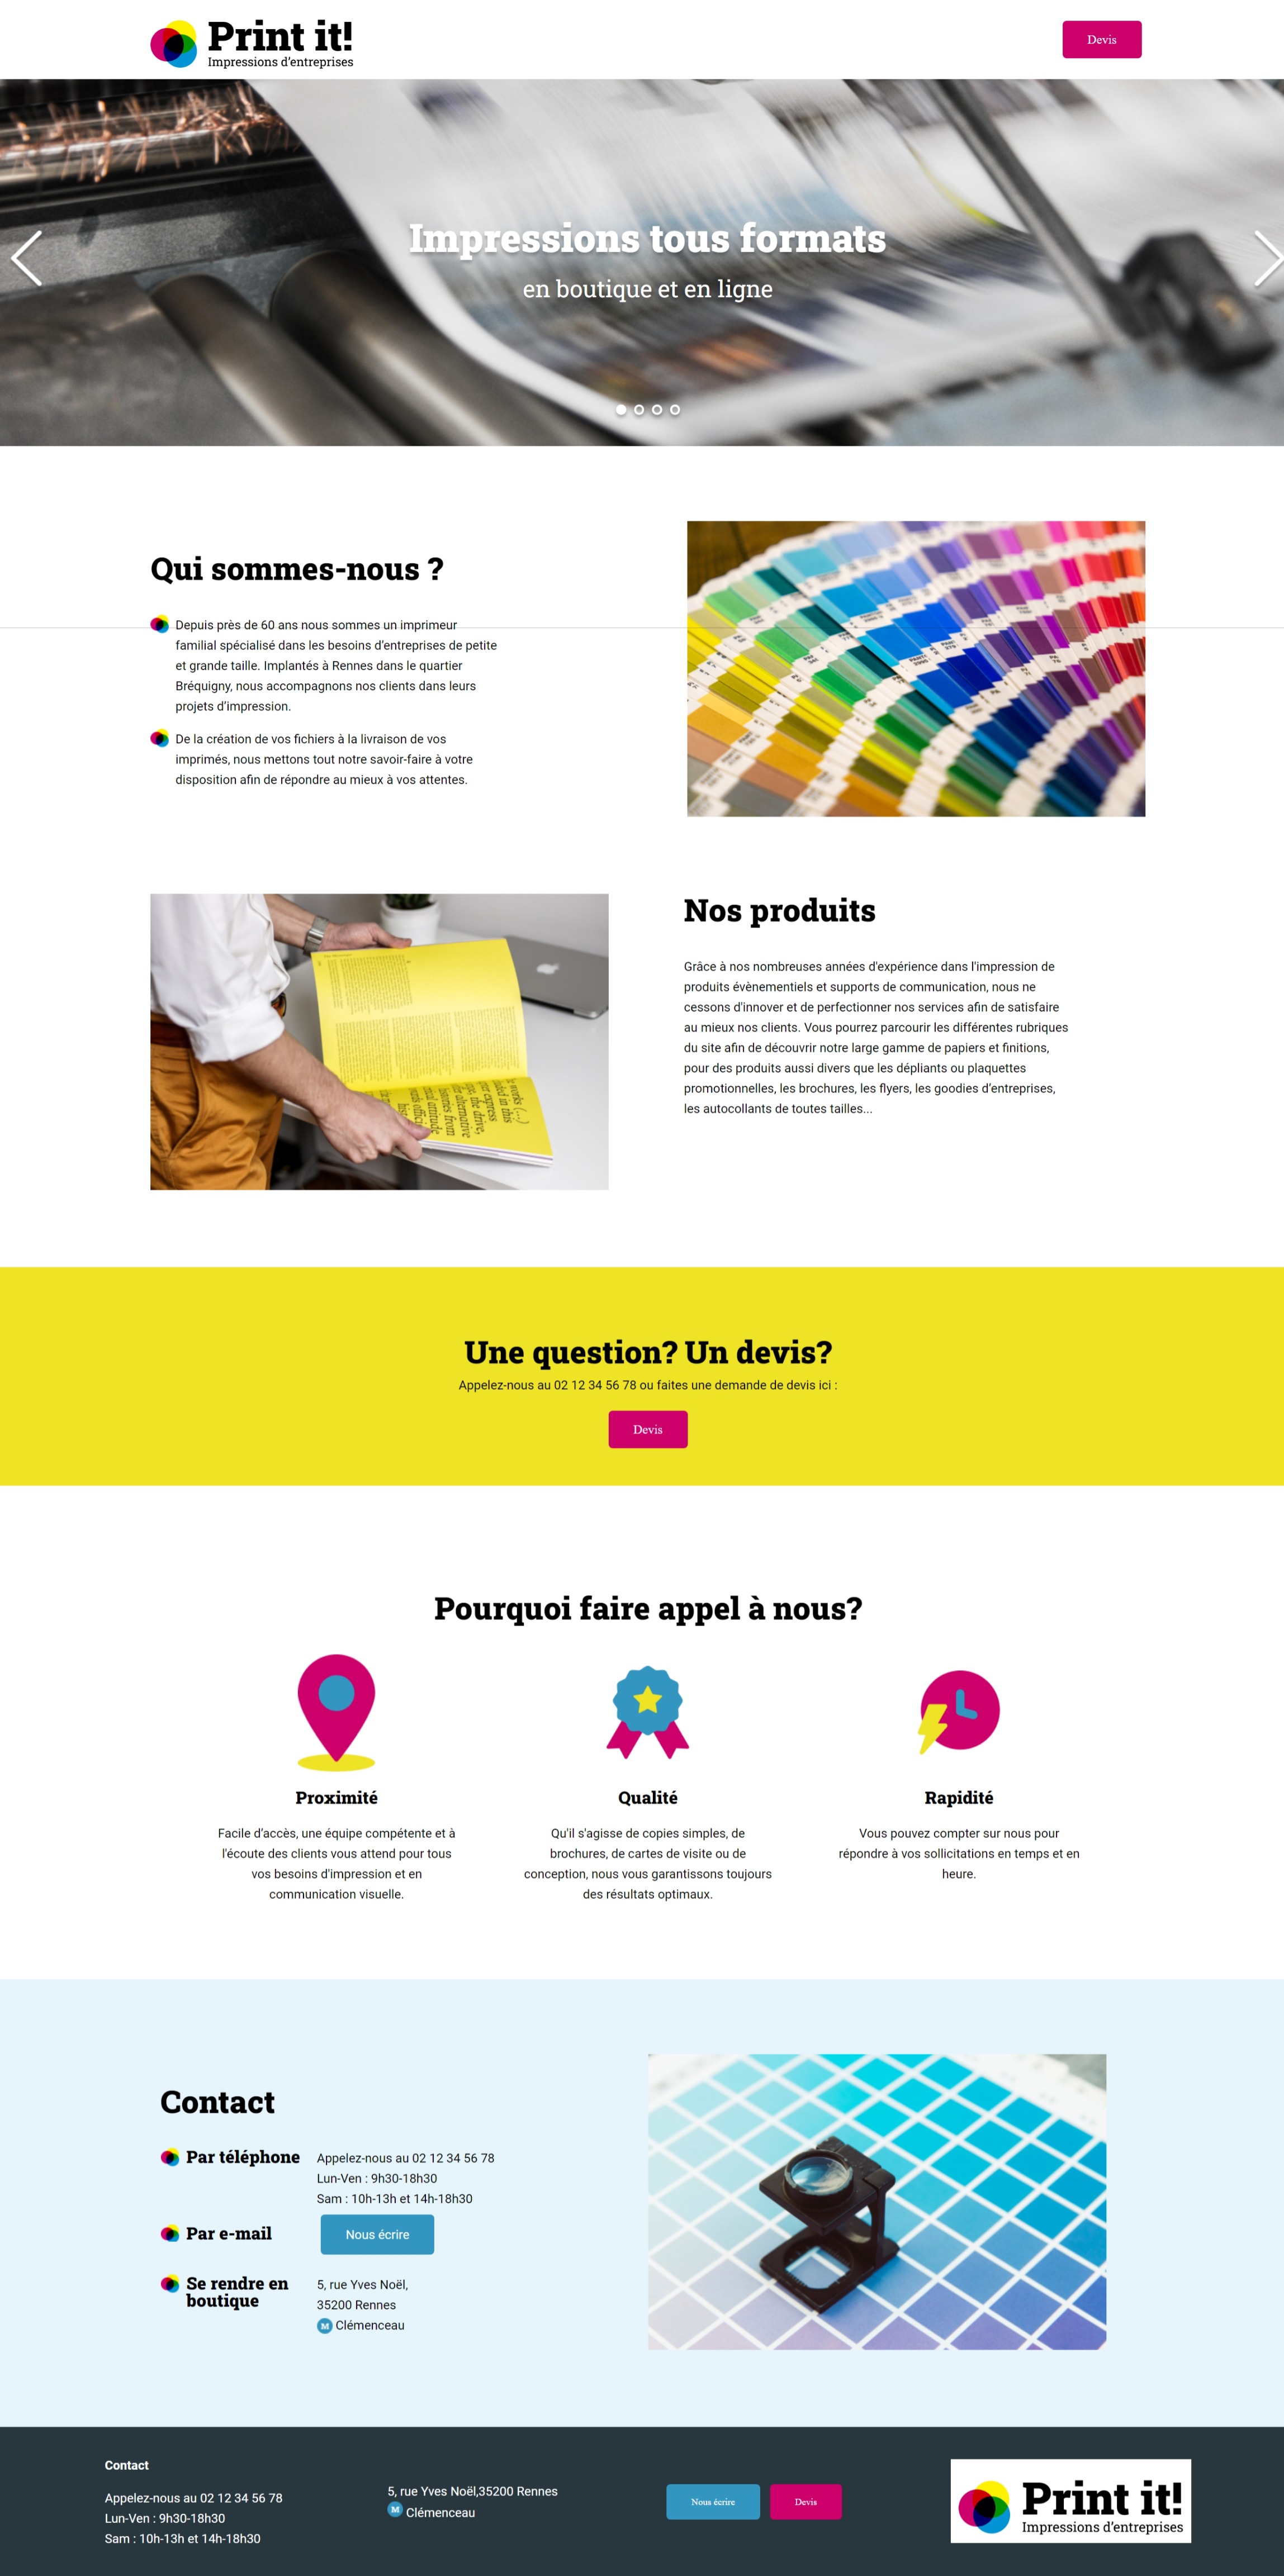 Print it!
Impressions d'entreprises
Devis
Impressions tous formats
en boutique et en ligne
Qui sommes-nous ?
Depuis près de 60 ans nous sommes un imprimeur
familial spécialisé dans les besoins d'entreprises de petite
et grande taille. Implantés à Rennes dans le quartier
Bréquigny, nous accompagnons nos clients dans leurs
projets d'impression.
De la création de vos fichiers à la livraison de vos
imprimés, nous mettons tout notre savoir-faire à votre
disposition afin de répondre au mieux à vos attentes.
Nos produits
Grâce à nos nombreuses années d'expérience dans l'impression de
produits évènementiels et supports de communication, nous ne
cessons d'innover et de perfectionner nos services afin de satisfaire
au mieux nos clients. Vous pourrez parcourir les différentes rubriques
du site afin de découvrir notre large gamme de papiers et finitions,
pour des produits aussi divers que les dépliants ou plaquettes
promotionnelles, les brochures, les flyers, les goodies d'entreprises,
les autocollants de toutes tailles...
Une question? Un devis?
Appelez-nous au 02 12 34 56 78 ou faites une demande de devis ici :
Devis
Pourquoi faire appel à nous?
Proximité
Facile d'accès, une équipe compétente et à
l'écoute des clients vous attend pour tous
vos besoins d'impression et en
communication visuelle.
Qualité
Qu'il s'agisse de copies simples, de
brochures, de cartes de visite ou de
conception, nous vous garantissons toujours
des résultats optimaux.
Rapidité
Vous pouvez compter sur nous pour
répondre à vos sollicitations en temps et en
heure.
Contact
Par téléphone
Appelez-nous au 02 12 34 56 78
Lun-Ven : 9h30-18h30
Sam : 10h-13h et 14h-18h30
Par e-mail
Nous écrire
Se rendre en
boutique
5, rue Yves Noël,
35200 Rennes
M Clémenceau
Contact
Appelez-nous au 02 12 34 56 78
Lun-Ven : 9h30-18h30
Sam : 10h-13h et 14h-18h30
5, rue Yves Noël,35200 Rennes
M Clémenceau
Nous écrire
Devis
Print it!
Impressions d'entreprises